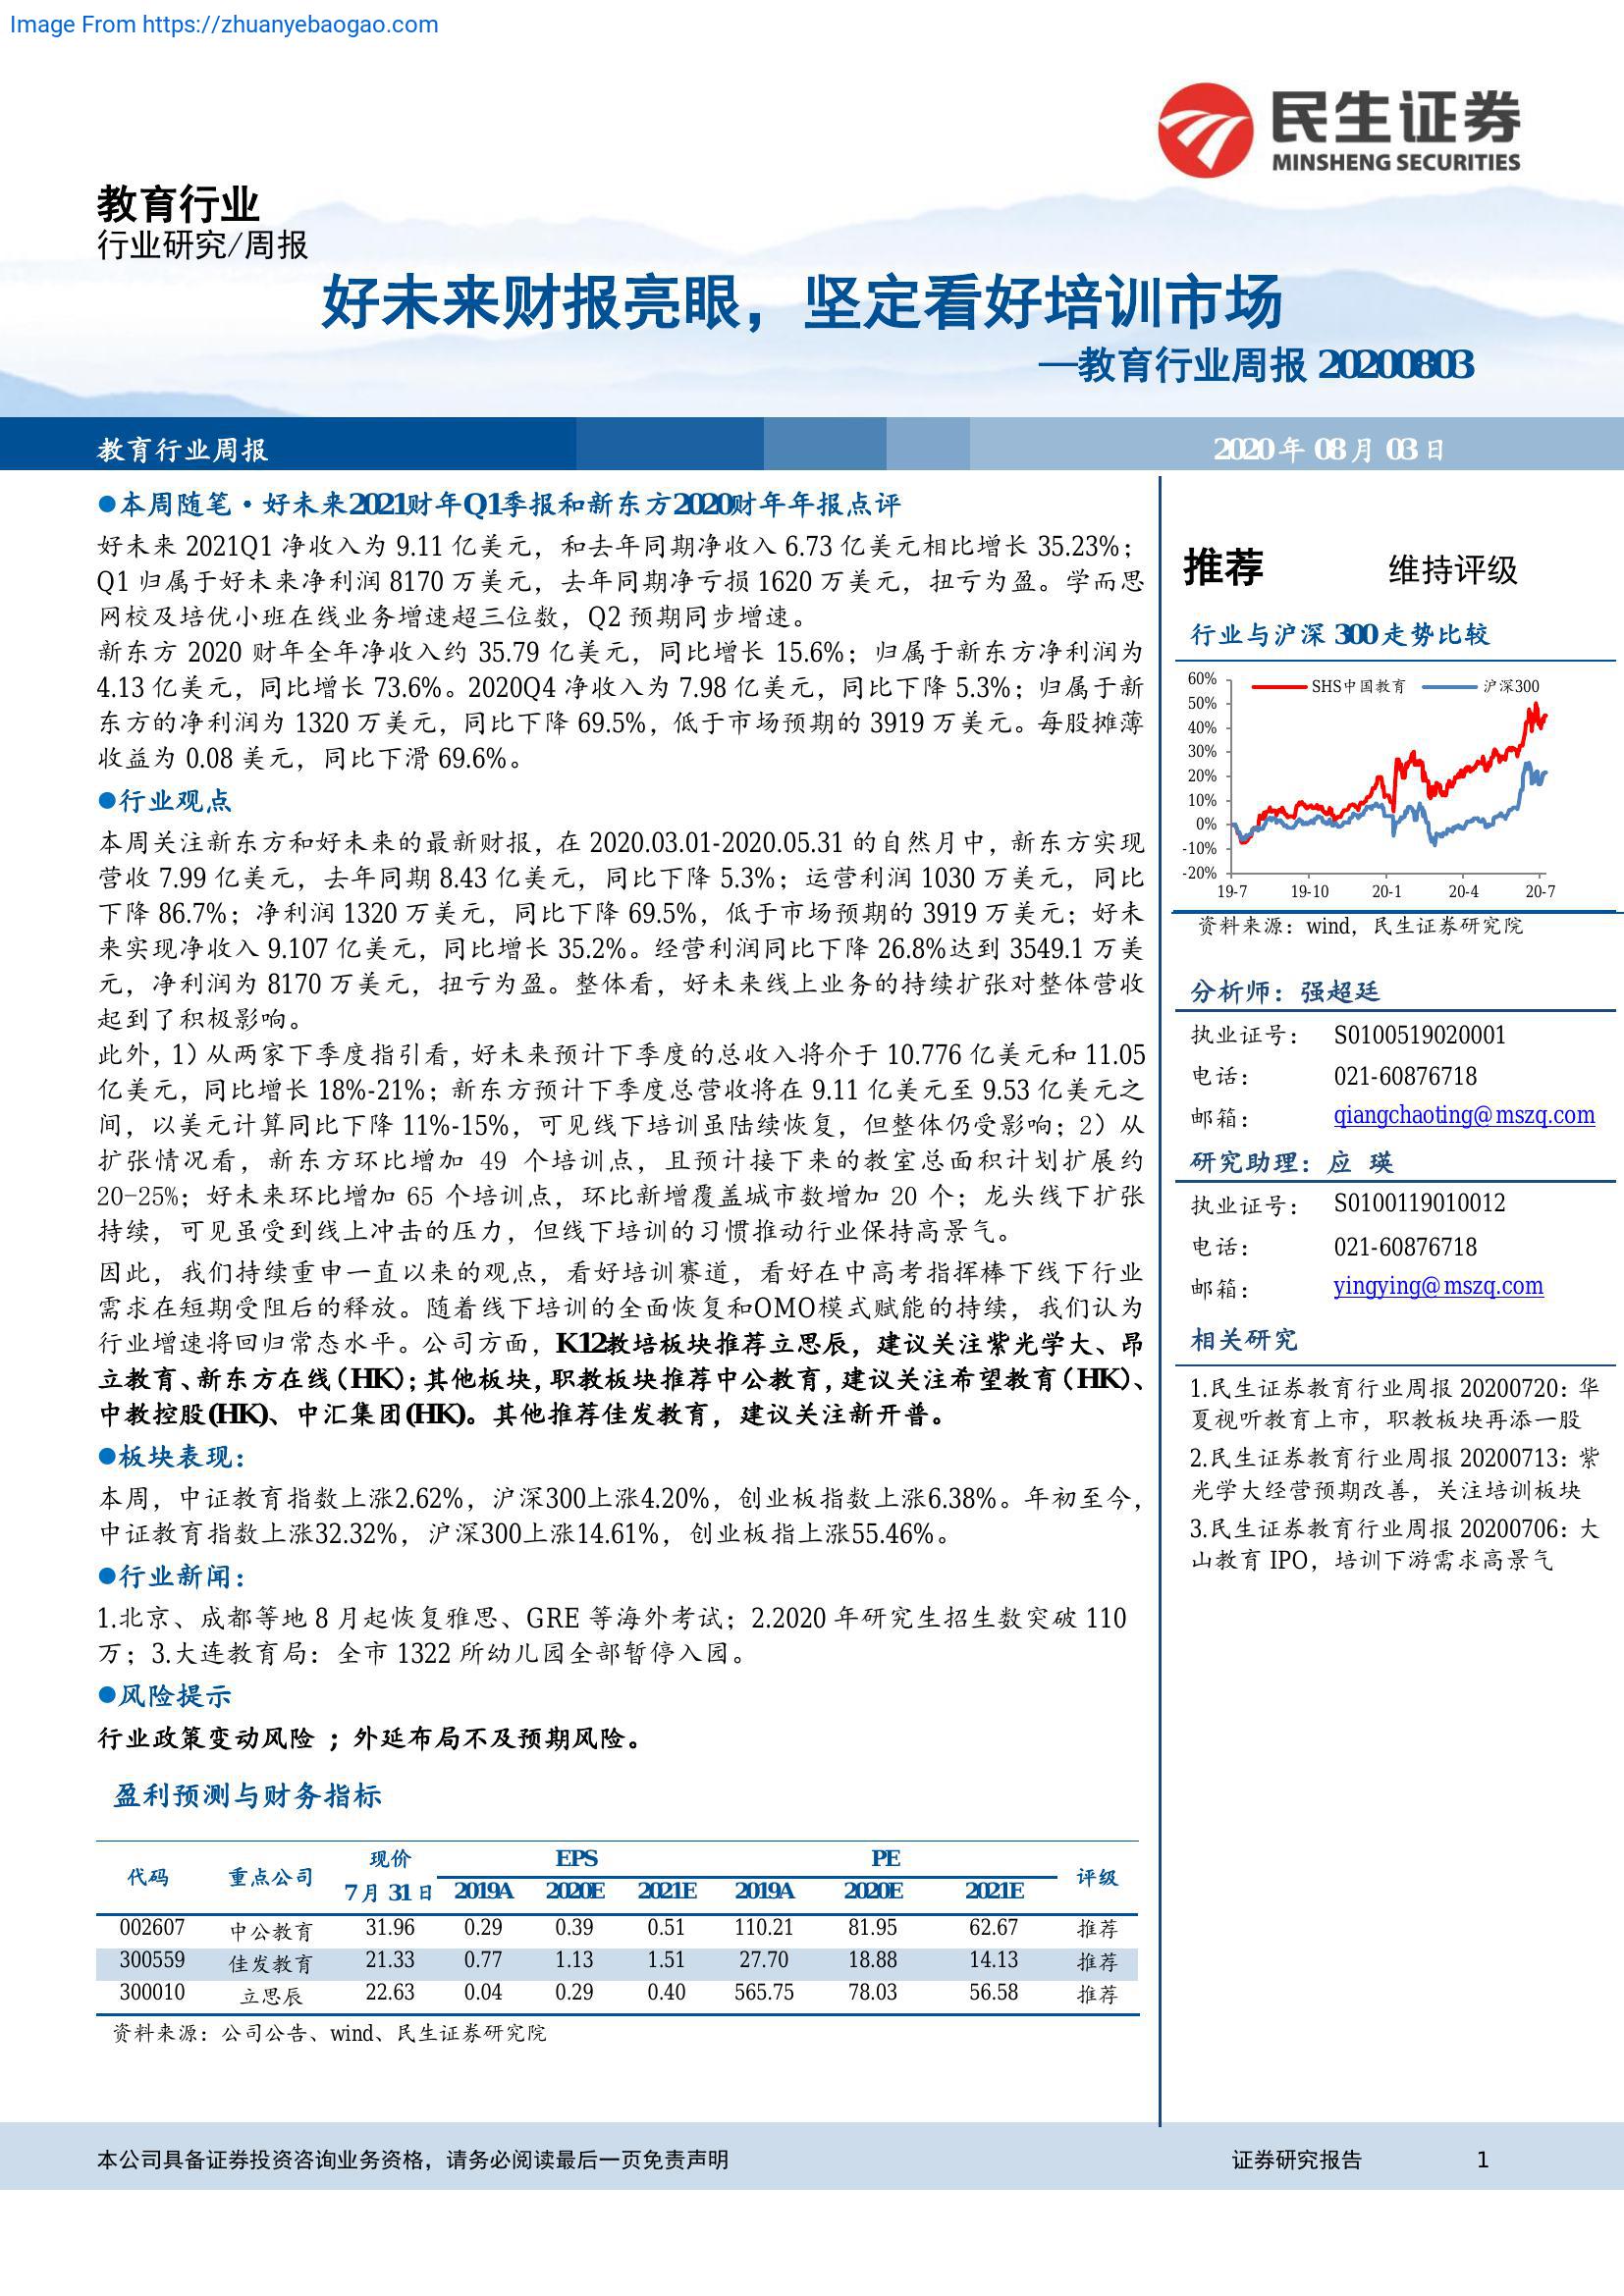 Image From https://zhuanyebaogao.com
民生证券
MINSHENG SECURITIES
教育行业
行业研究/周报
好未来财报亮眼，坚定看好培训市场
—教育行业周报 20200803
教育行业周报
2020 年 08 月 03 日
●本周随笔·好未来2021财年Q1季报和新东方2020财年年报点评
好未来 2021Q1 净收入为 9.11 亿美元，和去年同期净收入 6.73 亿美元相比增长 35.23%；
Q1 归属于好未来净利润 8170 万美元，去年同期净亏损 1620 万美元，扭亏为盈。学而思
网校及培优小班在线业务增速超三位数，Q2 预期同步增速。
新东方 2020 财年全年净收入约 35.79 亿美元，同比增长 15.6%；归属于新东方净利润为
4.13 亿美元，同比增长 73.6%。2020Q4 净收入为 7.98 亿美元，同比下降 5.3%；归属于新
东方的净利润为 1320 万美元，同比下降 69.5%，低于市场预期的 3919 万美元。每股摊薄
收益为 0.08 美元，同比下滑 69.6%。
●行业观点
本周关注新东方和好未来的最新财报，在 2020.03.01-2020.05.31 的自然月中，新东方实现
营收 7.99 亿美元，去年同期 8.43 亿美元，同比下降 5.3%；运营利润 1030 万美元，同比
下降 86.7%；净利润 1320 万美元，同比下降 69.5%，低于市场预期的 3919 万美元；好未
来实现净收入 9.107 亿美元，同比增长 35.2%。经营利润同比下降 26.8%达到 3549.1 万美
元，净利润为 8170 万美元，扭亏为盈。整体看，好未来线上业务的持续扩张对整体营收
起到了积极影响。
此外，1）从两家下季度指引看，好未来预计下季度的总收入将介于 10.776 亿美元和 11.05
亿美元，同比增长 18%-21%；新东方预计下季度总营收将在 9.11 亿美元至 9.53 亿美元之
间，以美元计算同比下降 11%-15%，可见线下培训虽陆续恢复，但整体仍受影响；2）从
扩张情况看，新东方环比增加 49 个培训点，且预计接下来的教室总面积计划扩展约
20-25%；好未来环比增加 65 个培训点，环比新增覆盖城市数增加 20 个；龙头线下扩张
持续，可见虽受到线上冲击的压力，但线下培训的习惯推动行业保持高景气。
因此，我们持续重申一直以来的观点，看好培训赛道，看好在中高考指挥棒下线下行业
需求在短期受阻后的释放。随着线下培训的全面恢复和OMO模式赋能的持续，我们认为
行业增速将回归常态水平。公司方面，K12教培板块推荐立思辰，建议关注紫光学大、昂
立教育、新东方在线（HK）；其他板块，职教板块推荐中公教育，建议关注希望教育（HK）、
中教控股(HK)、中汇集团(HK)。其他推荐佳发教育，建议关注新开普。
●板块表现：
本周，中证教育指数上涨2.62%，沪深300上涨4.20%，创业板指数上涨6.38%。年初至今，
中证教育指数上涨32.32%，沪深300上涨14.61%，创业板指上涨55.46%。
●行业新闻：
1.北京、成都等地 8 月起恢复雅思、GRE 等海外考试；2.2020 年研究生招生数突破 110
万；3.大连教育局：全市 1322 所幼儿园全部暂停入园。
●风险提示
行业政策变动风险 ；外延布局不及预期风险。
盈利预测与财务指标
代码 重点公司 现价 EPS PE 评级
7 月 31 日 2019A 2020E 2021E 2019A 2020E 2021E
002607 中公教育 31.96 0.29 0.39 0.51 110.21 81.95 62.67 推荐
300559 佳发教育 21.33 0.77 1.13 1.51 27.70 18.88 14.13 推荐
300010 立思辰 22.63 0.04 0.29 0.40 565.75 78.03 56.58 推荐
资料来源：公司公告、wind、民生证券研究院
推荐 维持评级
行业与沪深 300 走势比较
SHS中国教育 沪深300
60%
50%
40%
30%
20%
10%
0%
-10%
-20%
19-7 19-10 20-1 20-4 20-7
资料来源：wind，民生证券研究院
分析师：强超廷
执业证号： S0100519020001
电话： 021-60876718
邮箱： qiangchaoting@mszq.com
研究助理：应 瑛
执业证号： S0100119010012
电话： 021-60876718
邮箱： yingying@mszq.com
相关研究
1.民生证券教育行业周报 20200720：华
夏视听教育上市，职教板块再添一股
2.民生证券教育行业周报 20200713：紫
光学大经营预期改善，关注培训板块
3.民生证券教育行业周报 20200706：大
山教育 IPO，培训下游需求高景气
本公司具备证券投资咨询业务资格，请务必阅读最后一页免责声明
证券研究报告 1